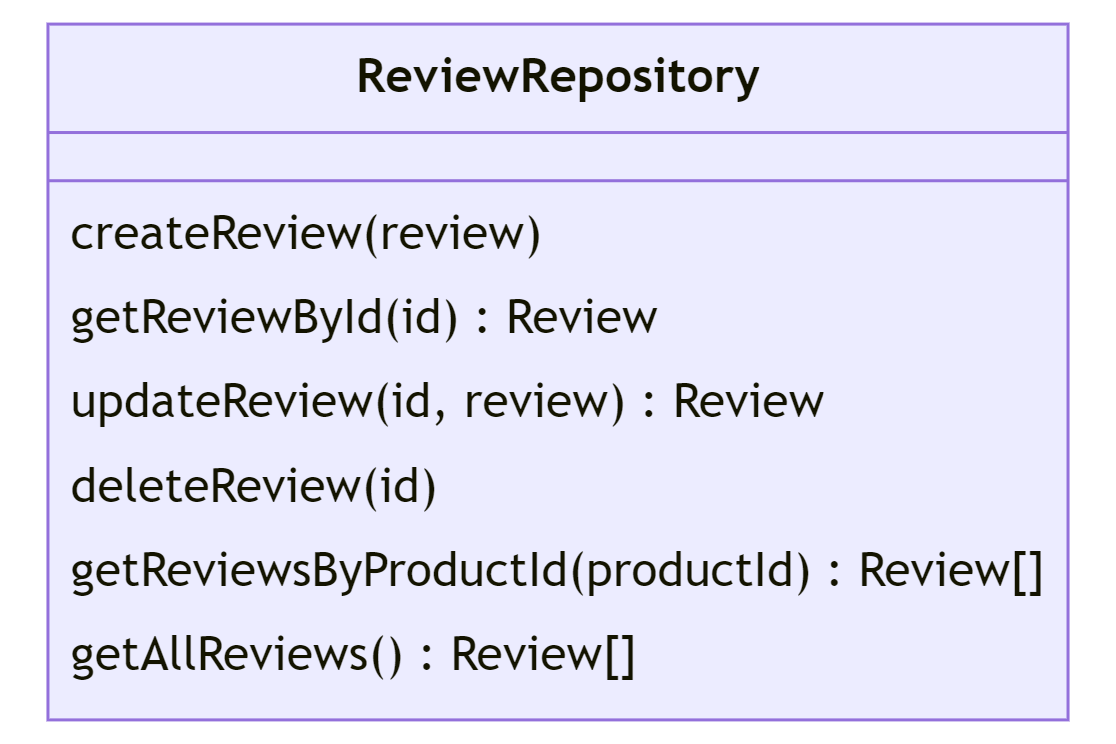 ReviewRepository
createReview(review)
getReviewById(id) : Review
updateReview(id, review) : Review
deleteReview(id)
getReviewsByProductId(productId) : Review[]
getAllReviews() : Review[]